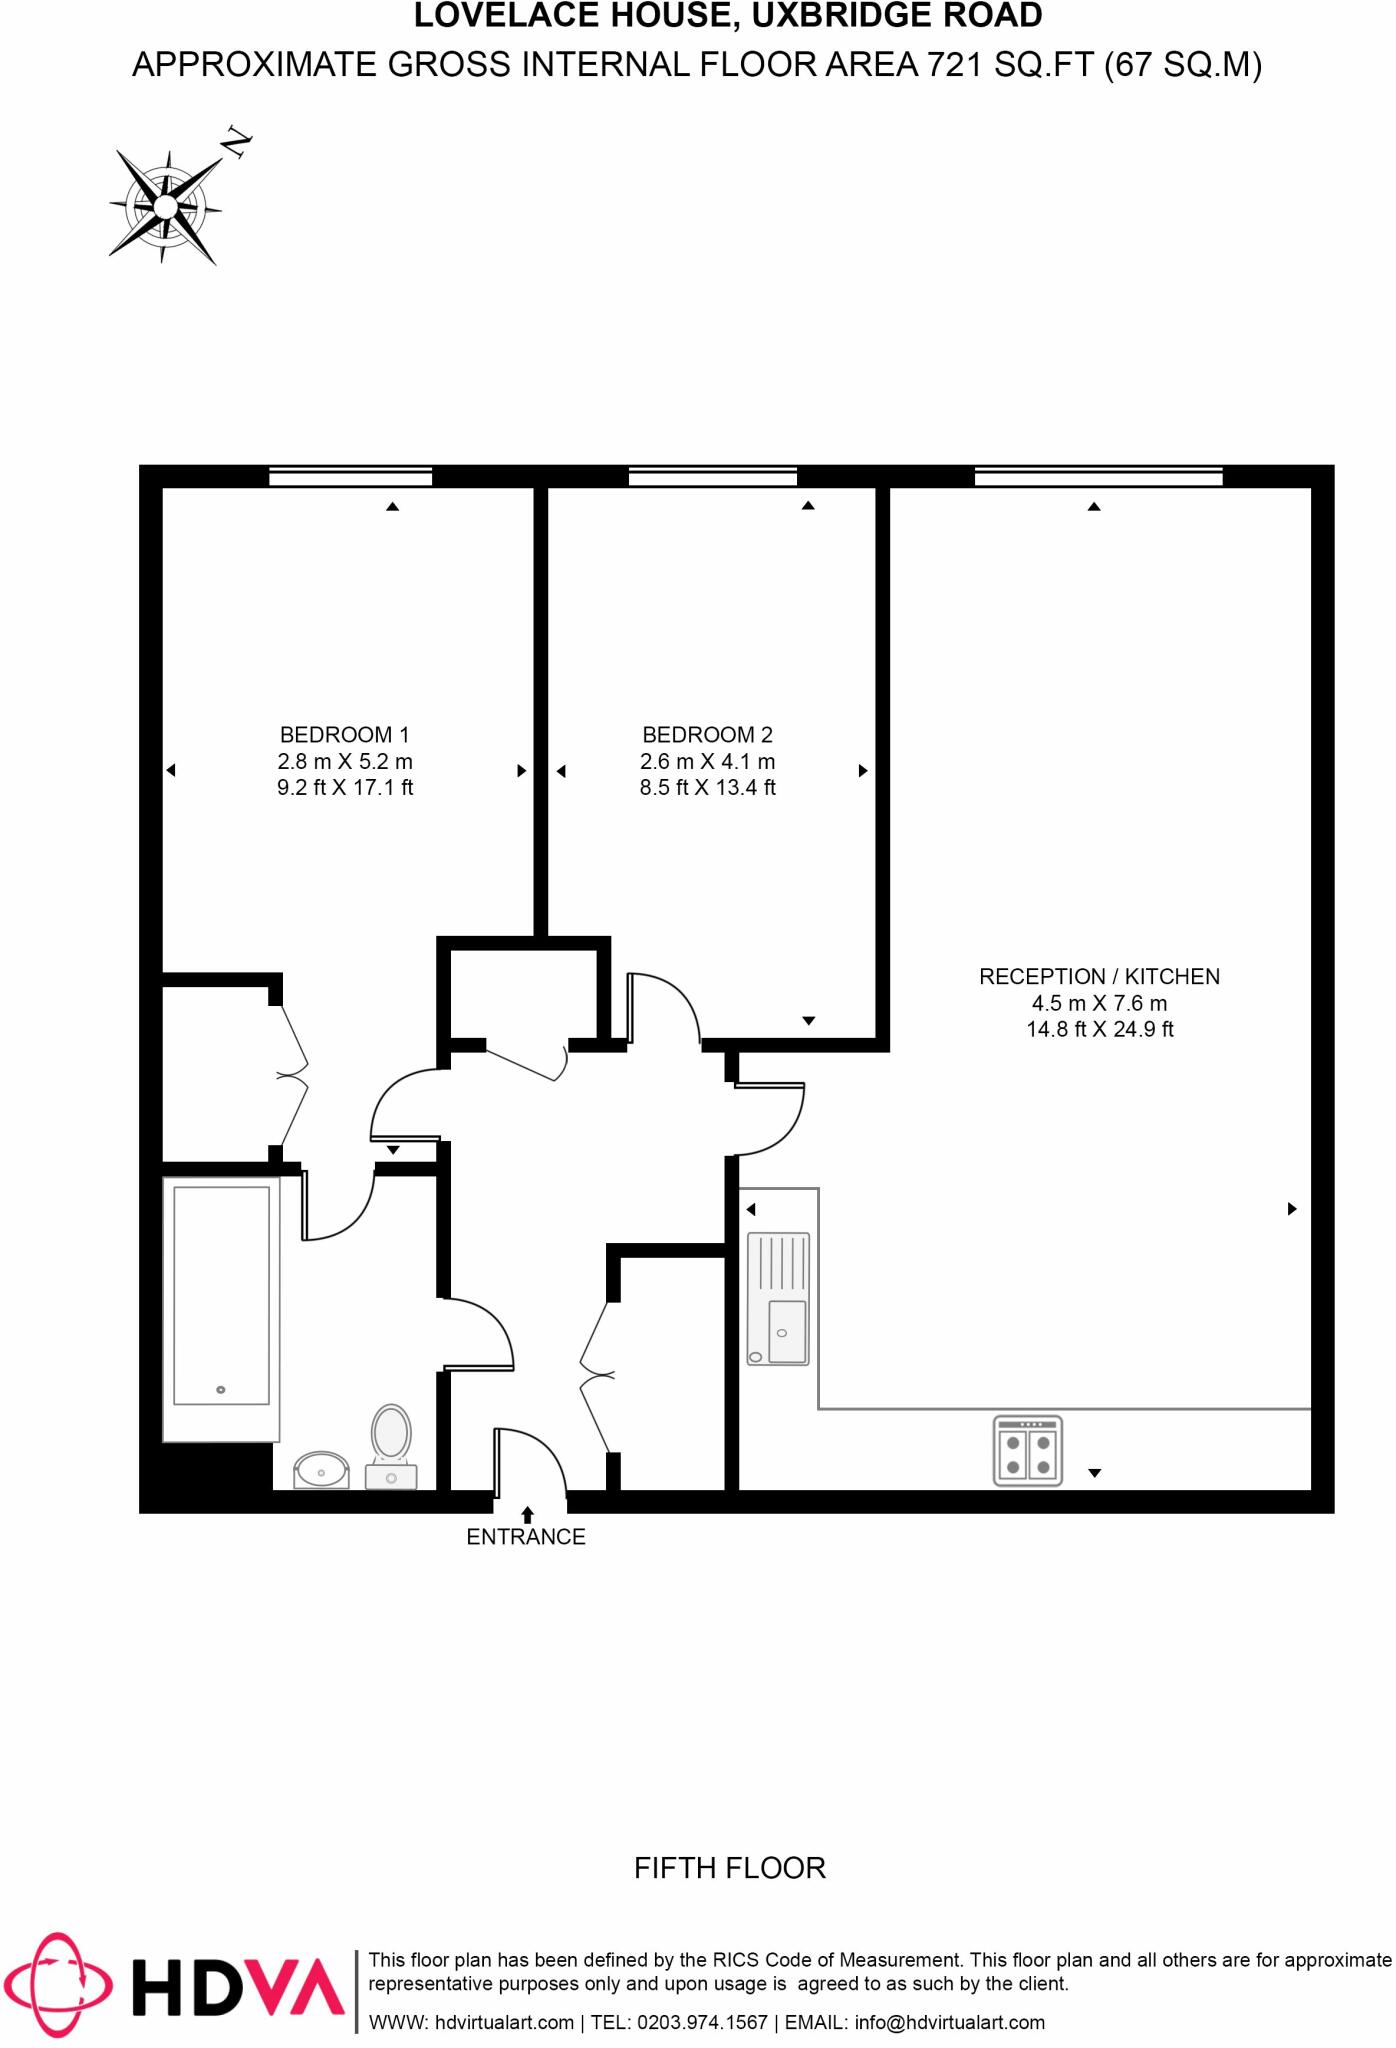 LOVELACE HOUSE, UXBRIDGE ROAD
APPROXIMATE GROSS INTERNAL FLOOR AREA 721 SQ.FT (67 SQ.M)
N
BEDROOM 1
2.8 m X 5.2 m
9.2 ft X 17.1 ft
BEDROOM 2
2.6 m X 4.1 m
8.5 ft X 13.4 ft
RECEPTION / KITCHEN
4.5 m X 7.6 m
14.8 ft X 24.9 ft
ENTRANCE
FIFTH FLOOR
HDVA
This floor plan has been defined by the RICS Code of Measurement. This floor plan and all others are for approximate
representative purposes only and upon usage is agreed to as such by the client.
WWW: hdvirtualart.com | TEL: 0203.974.1567 | EMAIL: info@hdvirtualart.com